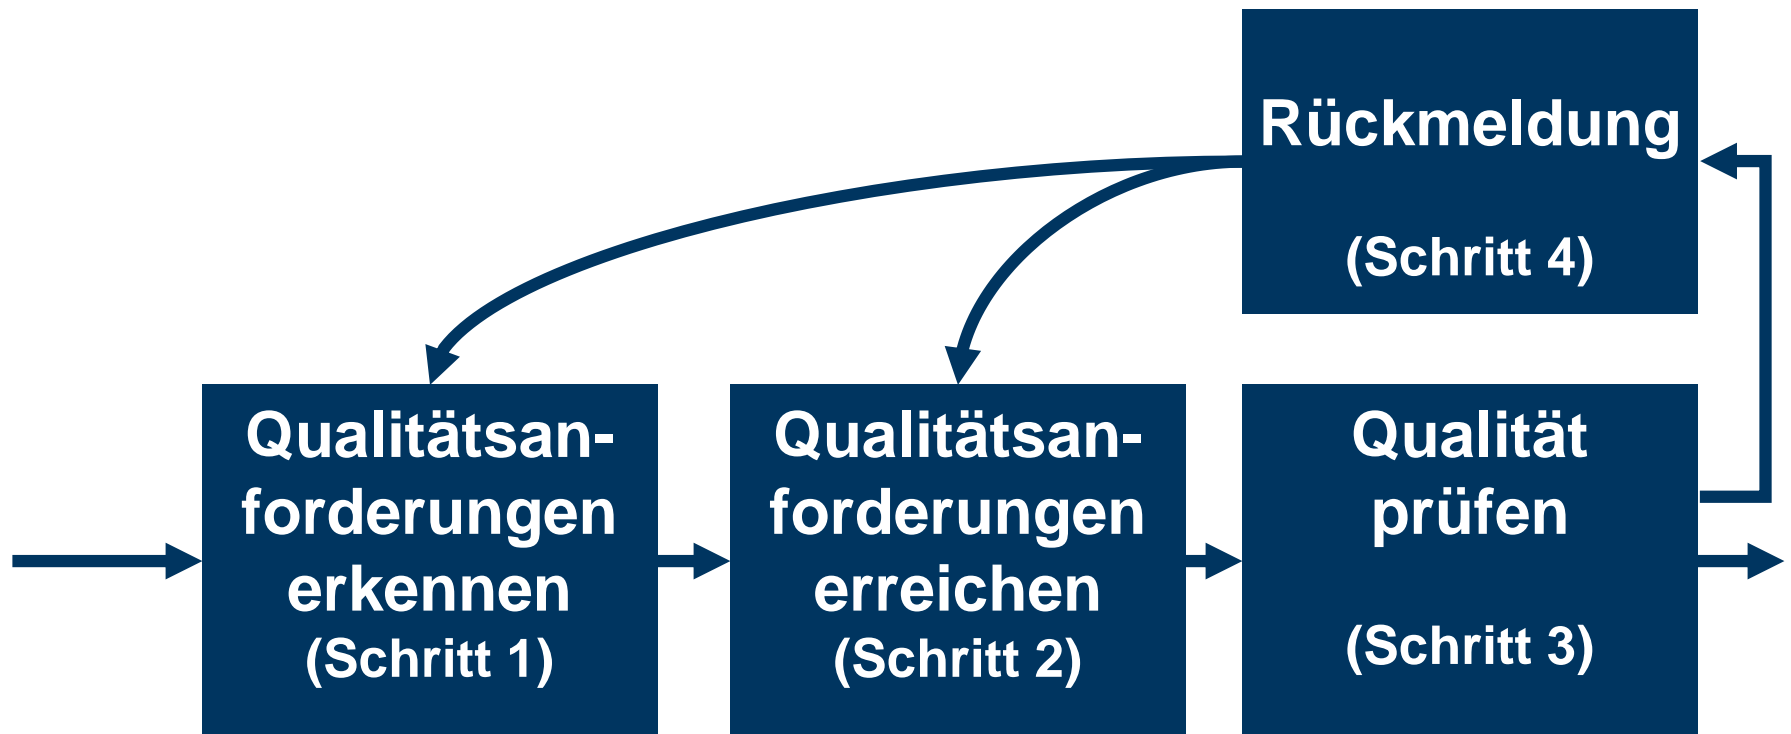 Rückmeldung
(Schritt 4)
Qualitätsan-
forderungen
erkennen
(Schritt 1)
Qualitätsan-
forderungen
erreichen
(Schritt 2)
Qualität
prüfen
(Schritt 3)